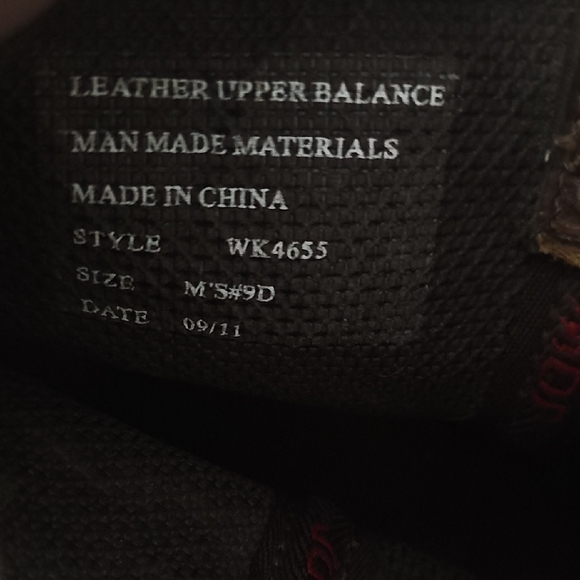 LEATHER UPPER BALANCE
MAN MADE MATERIALS
MADE IN CHINA
STYLE WK4655
SIZE M'S#9D
DATE 09/11